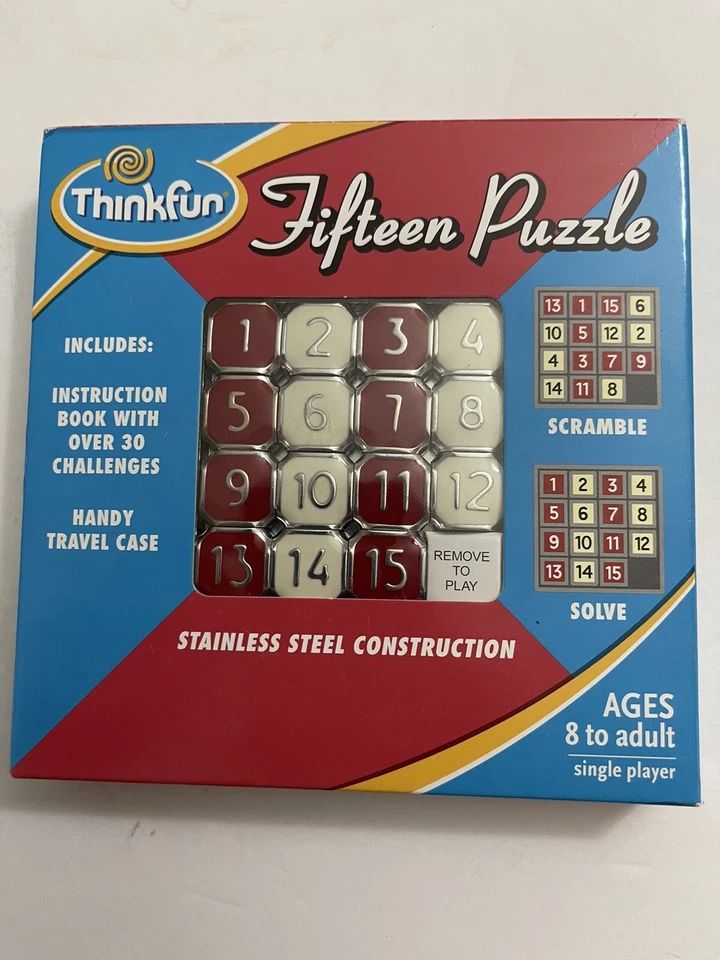 Thinkfun®
Fifteen Puzzle
INCLUDES:
INSTRUCTION
BOOK WITH
OVER 30
CHALLENGES
HANDY
TRAVEL CASE
1 2 3 4
5 6 7 8
9 10 11 12
13 14 15
REMOVE
TO
PLAY
13 1 15 6
10 5 12 2
4 3 7 9
14 11 8
SCRAMBLE
1 2 3 4
5 6 7 8
9 10 11 12
13 14 15
SOLVE
STAINLESS STEEL CONSTRUCTION
AGES
8 to adult
single player